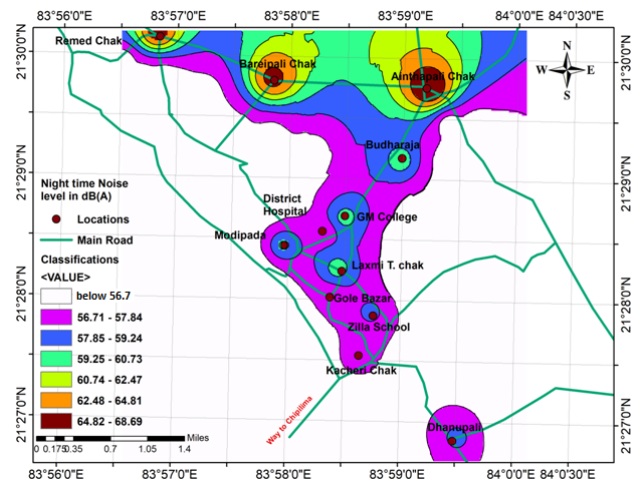 83°56'0"E 83°57'0"E 83°58'0"E 83°59'0"E 84°0'0"E 84°0'30"E
21°30'0"N
21°29'0"N
21°28'0"N
21°27'0"N
Remed Chak
Bareipali Chak
Ainthapali Chak
N
W E
S
21°30'0"N
21°29'0"N
21°28'0"N
21°27'0"N
Budharaja
District
Hospital
GM College
Modipada
Laxmi T. chak
Gole Bazar
Zilla School
Kacheri Chak
Dhanupali
Way to Chipilima
Night time Noise
level in dB(A)
Locations
Main Road
Classifications
<VALUE>
below 56.7
56.71 - 57.84
57.85 - 59.24
59.25 - 60.73
60.74 - 62.47
62.48 - 64.81
64.82 - 68.69
Miles
0 0.175 0.35 0.7 1.05 1.4
83°56'0"E 83°57'0"E 83°58'0"E 83°59'0"E 84°0'0"E 84°0'30"E